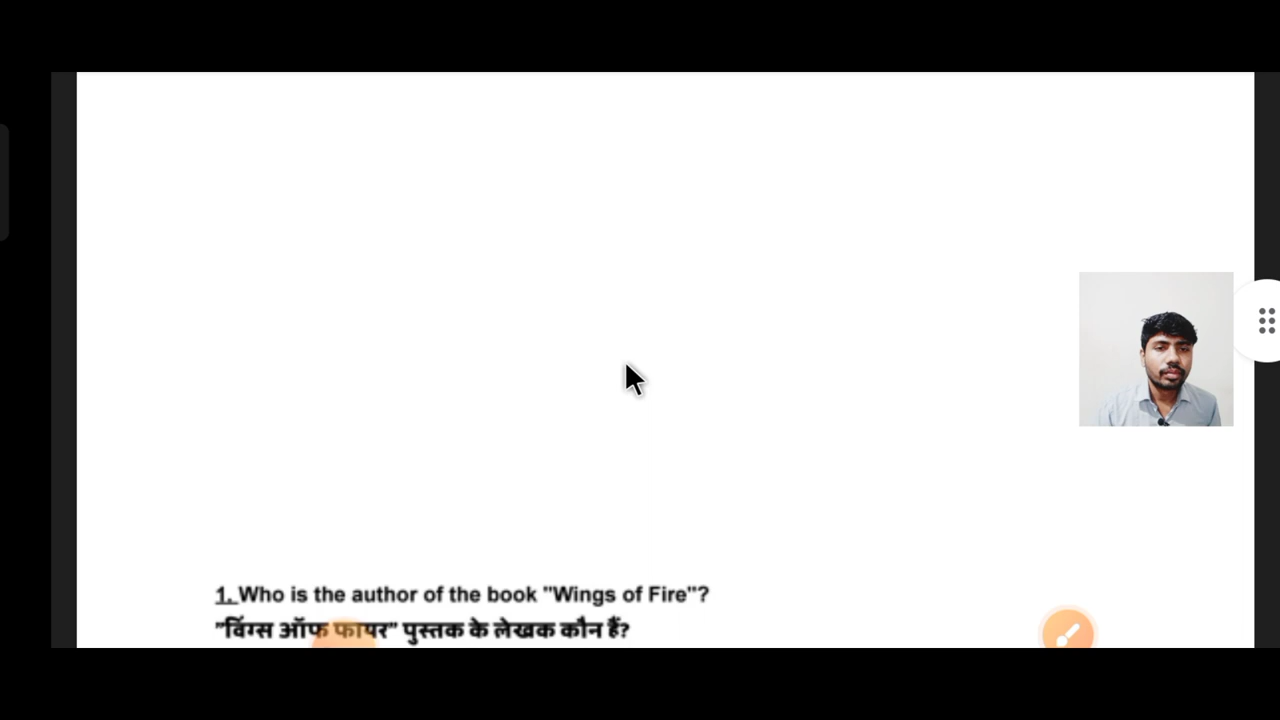 1. Who is the author of the book "Wings of Fire"?
"विंग्स ऑफ फायर" पुस्तक के लेखक कौन हैं?